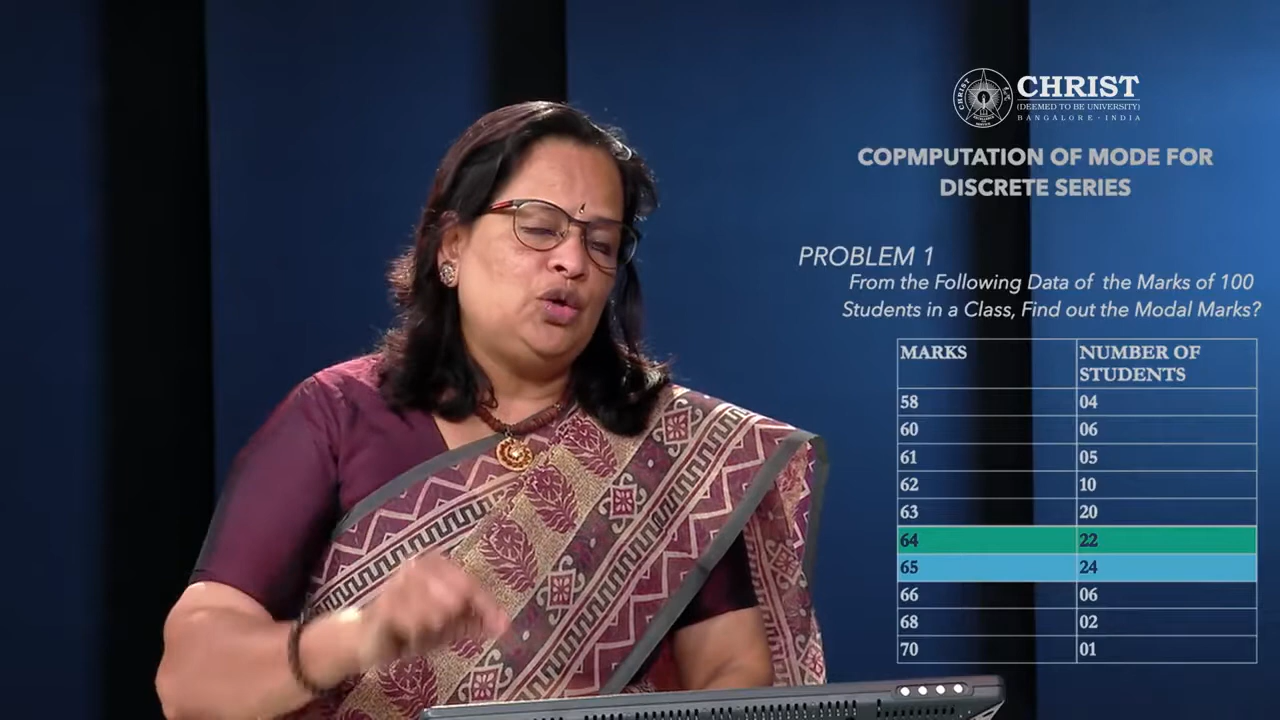 CHRIST
(DEEMED TO BE UNIVERSITY)
BANGALORE · INDIA
COPMPUTATION OF MODE FOR
DISCRETE SERIES
PROBLEM 1
From the Following Data of the Marks of 100
Students in a Class, Find out the Modal Marks?
MARKS NUMBER OF
STUDENTS
58 04
60 06
61 05
62 10
63 20
64 22
65 24
66 06
68 02
70 01